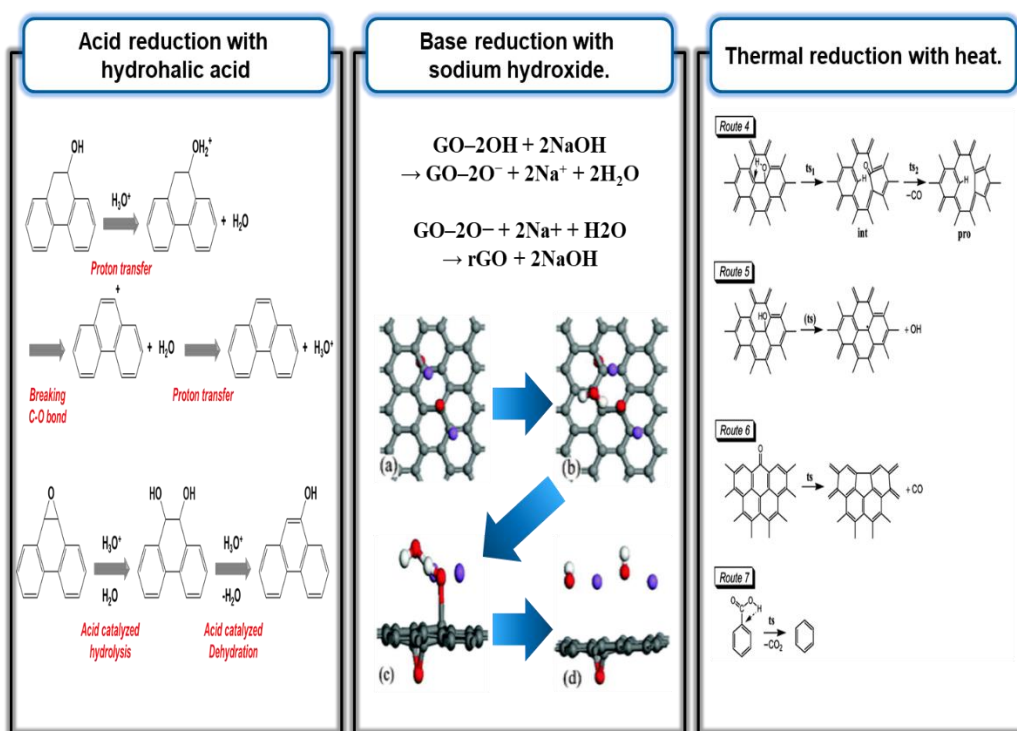 Acid reduction with
hydrohalic acid
OH
H₃O⁺
Proton transfer
OH₂⁺
+ H₂O
Breaking
C-O bond
+
+ H₂O
Proton transfer
+ H₃O⁺
O
H₃O⁺
H₂O
Acid catalyzed
hydrolysis
HO
OH
H₃O⁺
-H₂O
Acid catalyzed
Dehydration
OH
Base reduction with
sodium hydroxide.
GO–2OH + 2NaOH
→ GO–2O⁻ + 2Na⁺ + 2H₂O
GO–2O− + 2Na+ + H2O
→ rGO + 2NaOH
(a)
(b)
(c)
(d)
Thermal reduction with heat.
Route 4
H
O
ts₁
O
H
int
ts₂
−CO
H
pro
Route 5
HO
(ts)
+ OH
Route 6
O
ts
+ CO
Route 7
O
C
O
H
ts
−CO₂